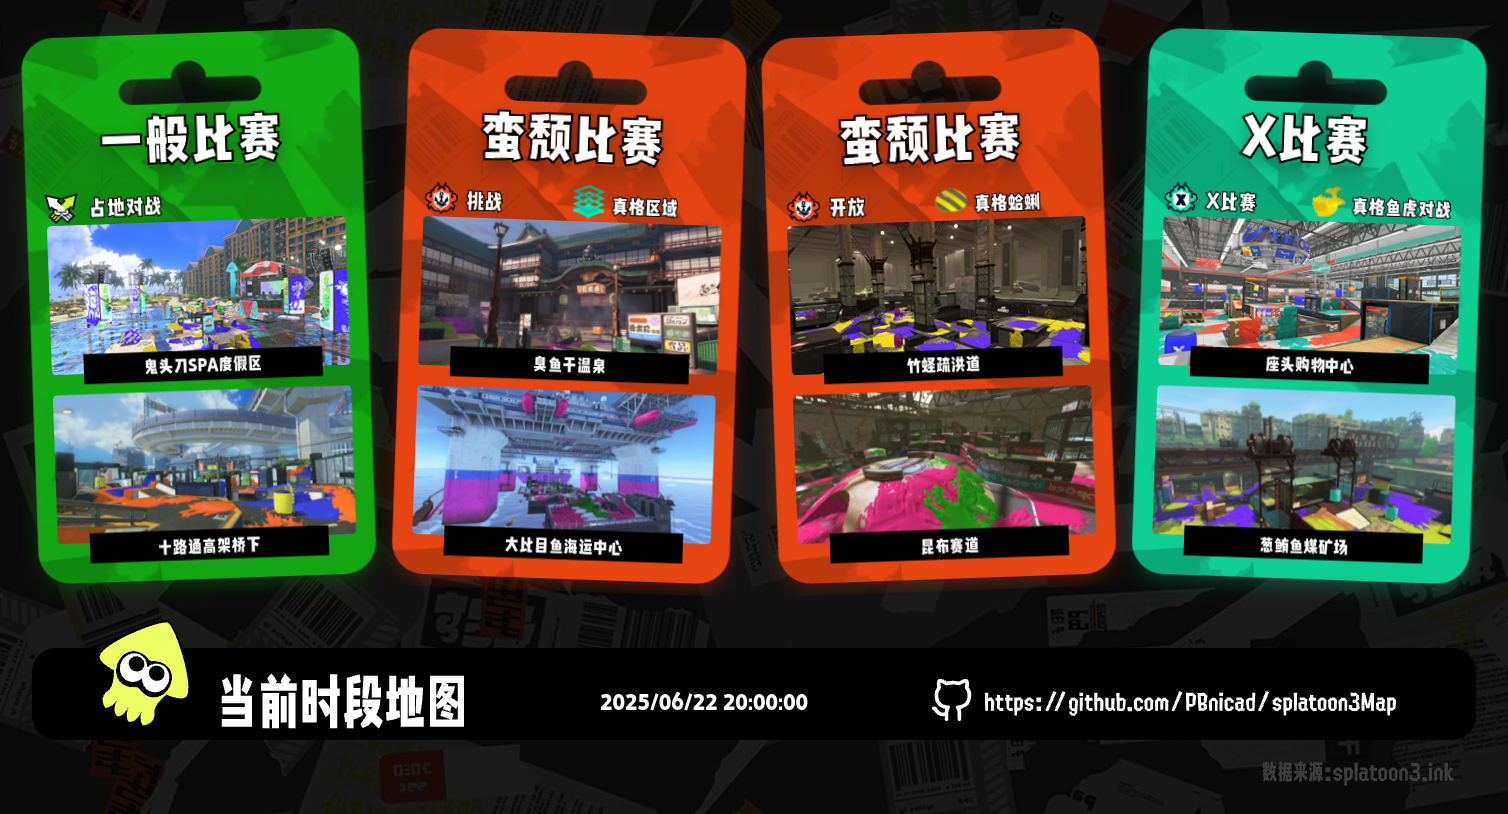 一般比赛
占地对战
鬼头刀SPA度假区
十路通高架桥下
蛮颓比赛
挑战
真格区域
臭鱼干温泉
大比目鱼海运中心
蛮颓比赛
开放
真格蛤蜊
竹蛏疏洪道
昆布赛道
X比赛
X比赛
真格鱼虎对战
座头购物中心
葱鲔鱼煤矿场
当前时段地图
2025/06/22 20:00:00
https://github.com/PBnicad/splatoon3Map
数据来源:splatoon3.ink